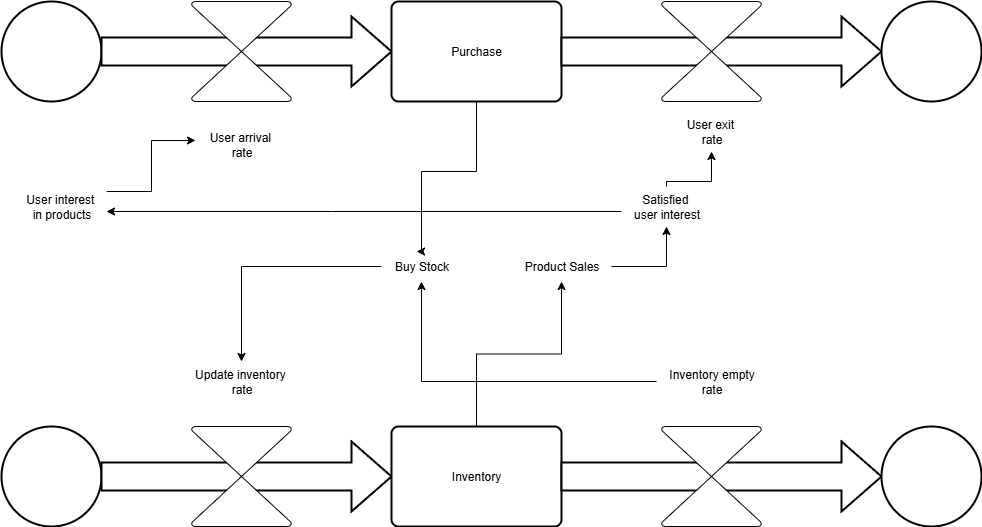 Purchase
User arrival
rate
User exit
rate
User interest
in products
Satisfied
user interest
Buy Stock
Product Sales
Update inventory
rate
Inventory empty
rate
Inventory